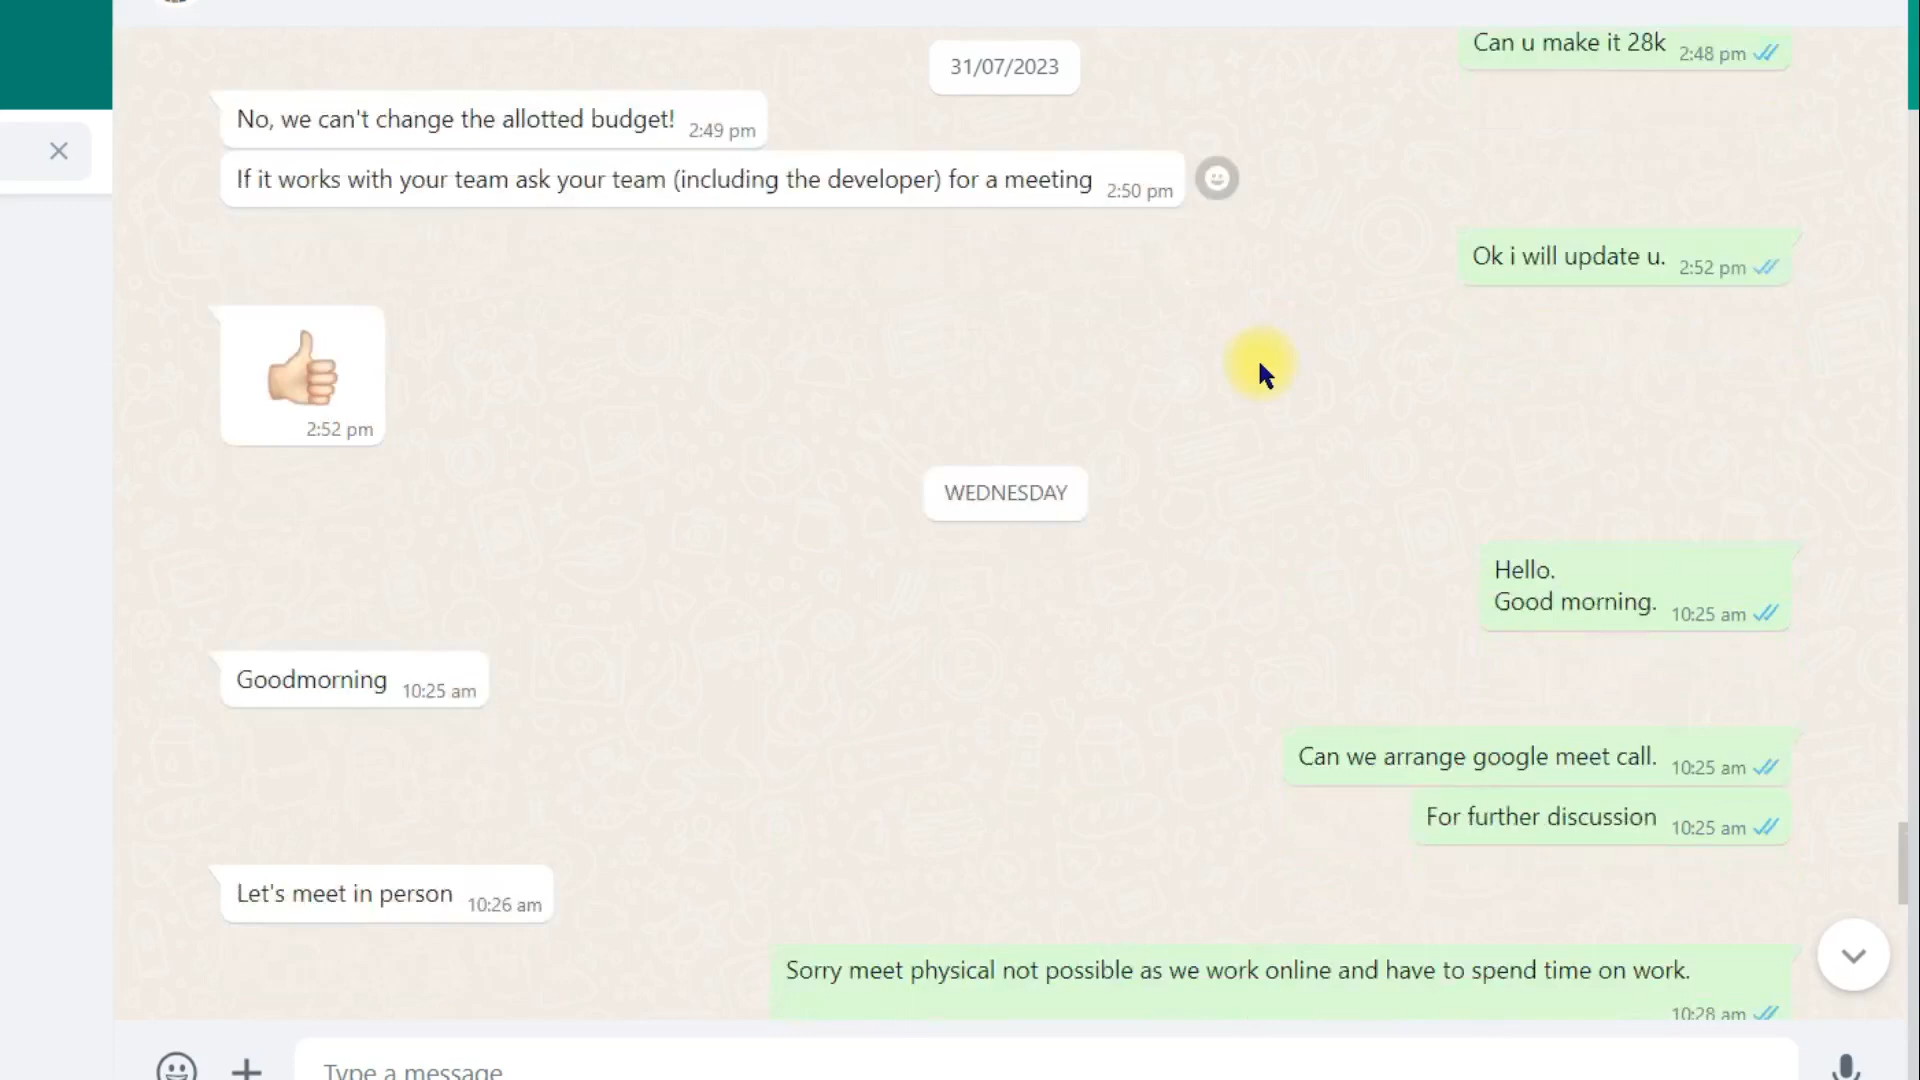 Can u make it 28k 2:48 pm
31/07/2023
No, we can't change the allotted budget! 2:49 pm
If it works with your team ask your team (including the developer) for a meeting 2:50 pm
Ok i will update u. 2:52 pm
2:52 pm
WEDNESDAY
Hello.
Good morning. 10:25 am
Goodmorning 10:25 am
Can we arrange google meet call. 10:25 am
For further discussion 10:25 am
Let's meet in person 10:26 am
Sorry meet physical not possible as we work online and have to spend time on work.
10:28 am
Type a message